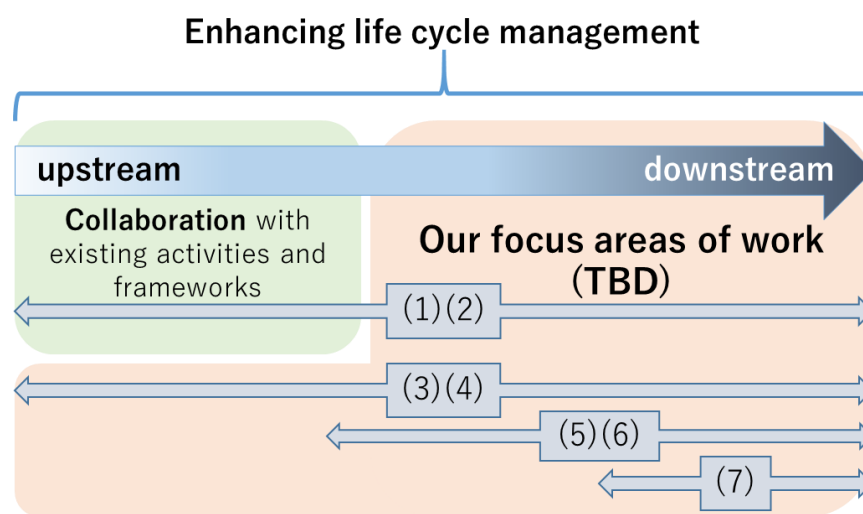 Enhancing life cycle management
upstream
downstream
Collaboration with
existing activities and
frameworks
Our focus areas of work
(TBD)
(1)(2)
(3)(4)
(5)(6)
(7)